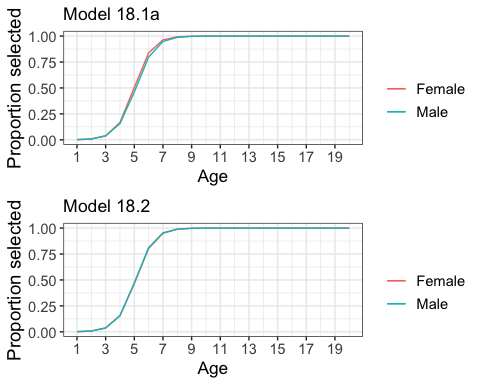 Model 18.1a
Proportion selected
1.00
0.75
0.50
0.25
0.00
1 3 5 7 9 11 13 15 17 19
Age
Female
Male
Model 18.2
Proportion selected
1.00
0.75
0.50
0.25
0.00
1 3 5 7 9 11 13 15 17 19
Age
Female
Male